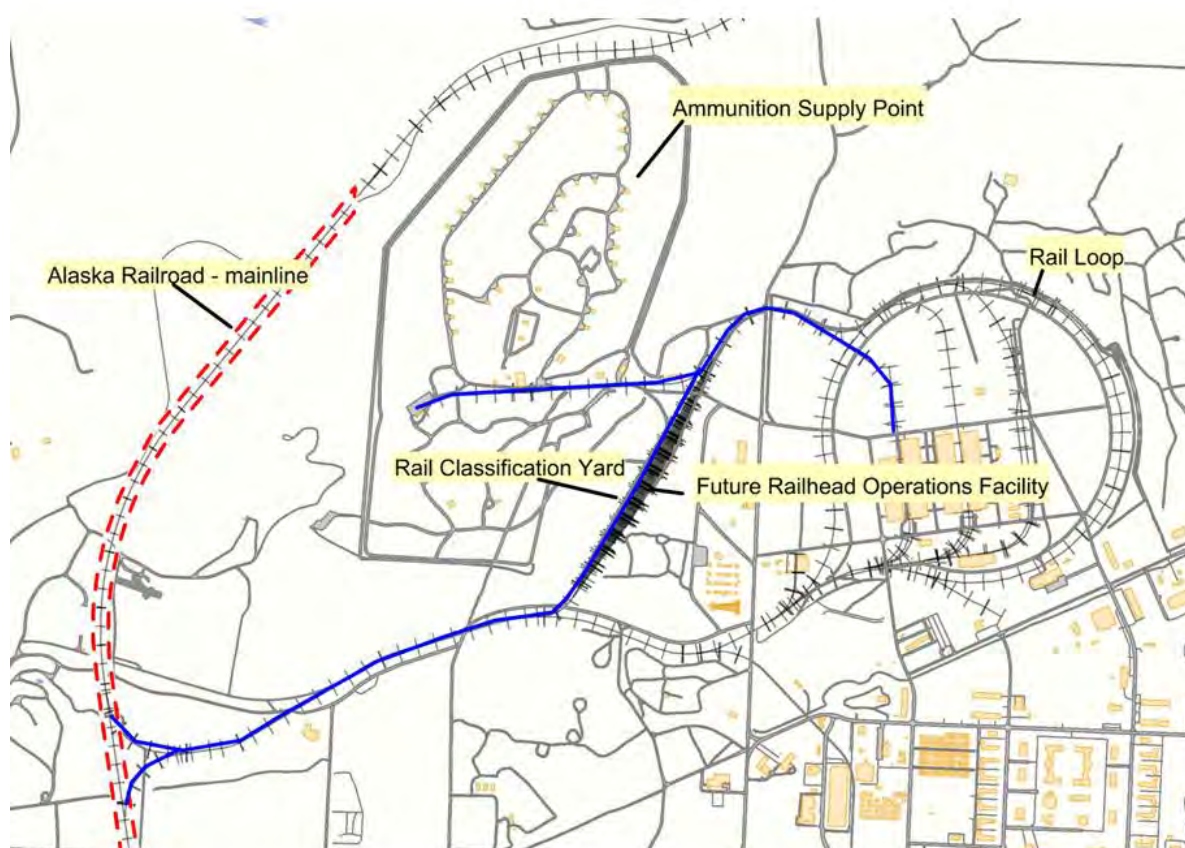 Ammunition Supply Point
Rail Loop
Alaska Railroad - mainline
Rail Classification Yard
Future Railhead Operations Facility